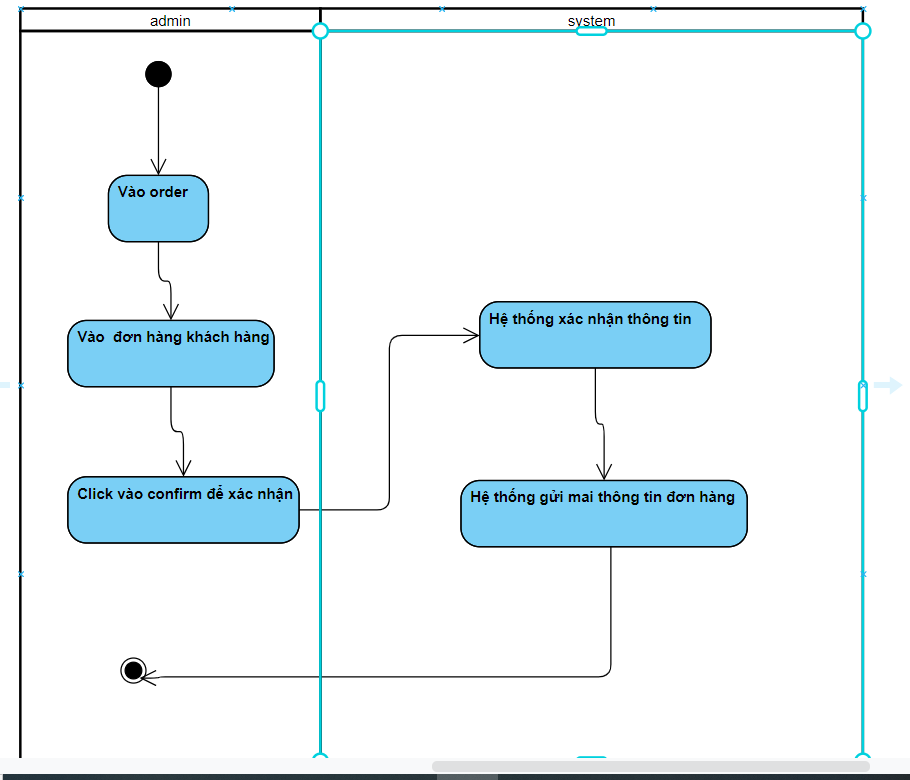 admin
system
Vào order
Vào đơn hàng khách hàng
Click vào confirm để xác nhận
Hệ thống xác nhận thông tin
Hệ thống gửi mai thông tin đơn hàng